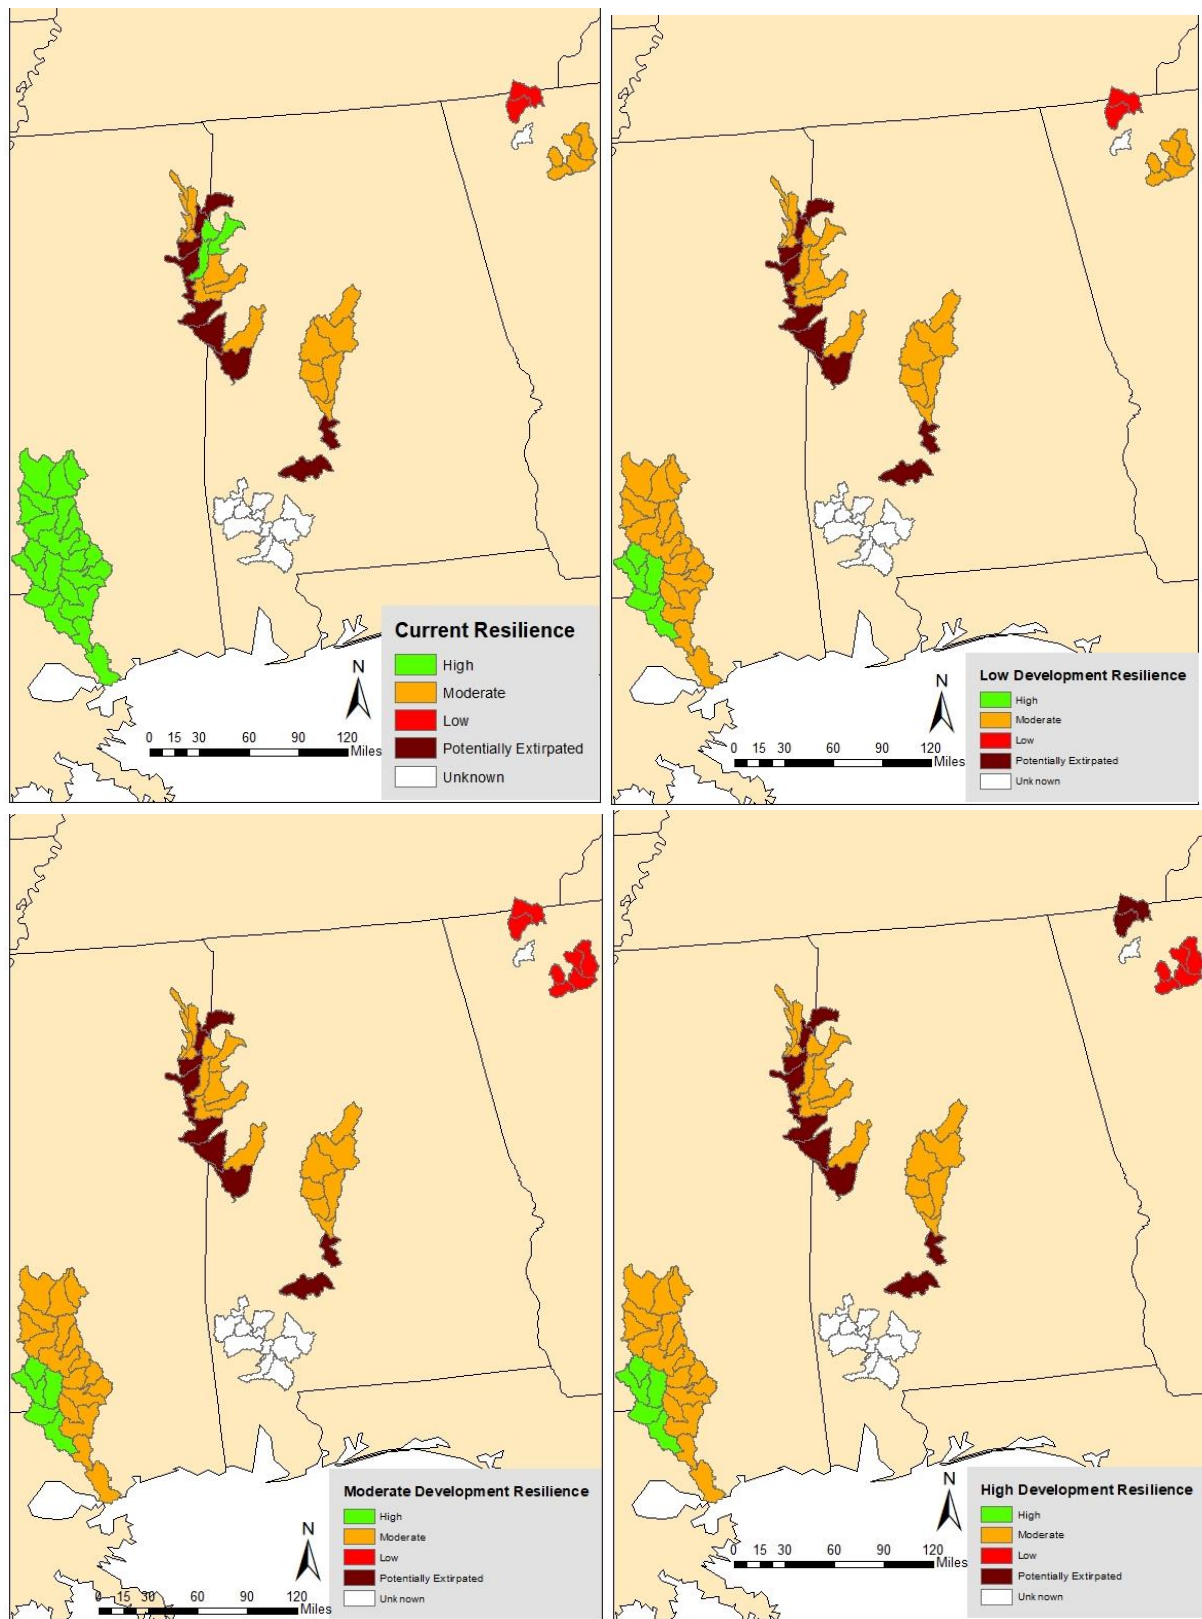 Current Resilience
High
Moderate
Low
Potentially Extirpated
Unknown
N
0 15 30 60 90 120
Miles
Low Development Resilience
High
Moderate
Low
Potentially Extirpated
Unknown
N
0 15 30 60 90 120
Miles
Moderate Development Resilience
High
Moderate
Low
Potentially Extirpated
Unknown
N
0 15 30 60 90 120
Miles
High Development Resilience
High
Moderate
Low
Potentially Extirpated
Unknown
N
0 15 30 60 90 120
Miles